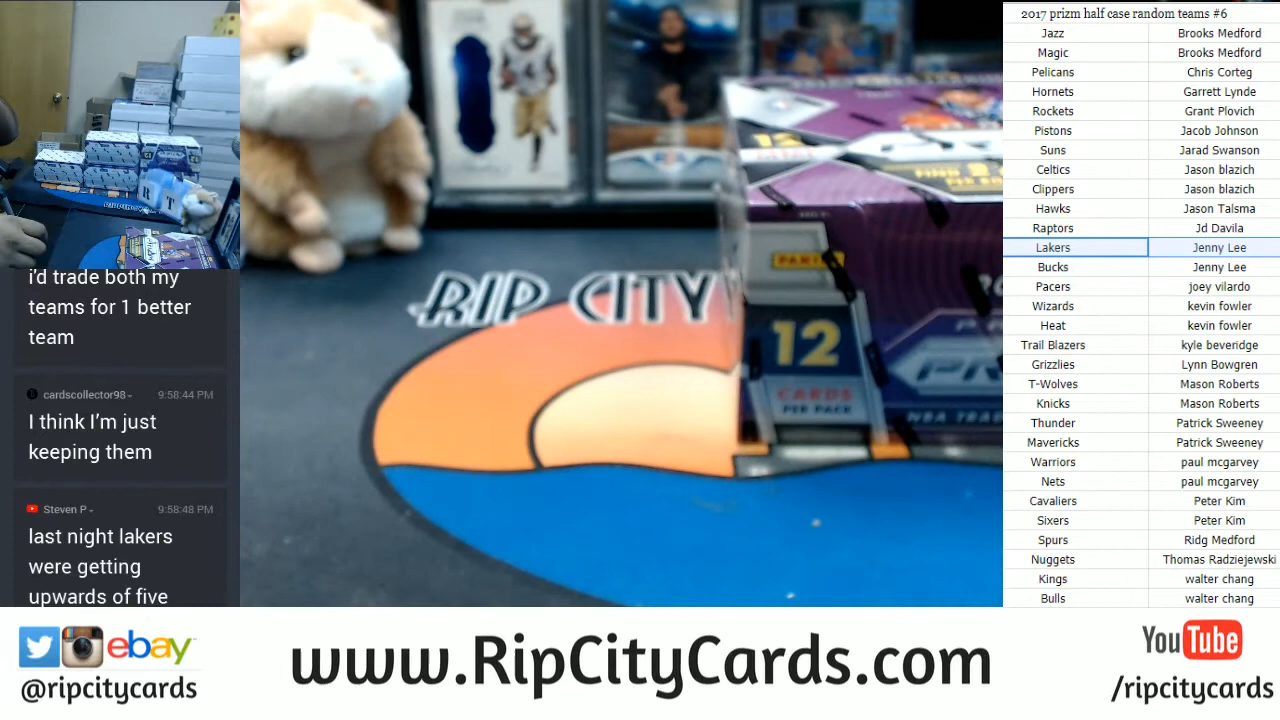 2017 prizm half case random teams #6
Jazz Brooks Medford
Magic Brooks Medford
Pelicans Chris Corteg
Hornets Garrett Lynde
Rockets Grant Plovich
Pistons Jacob Johnson
Suns Jarad Swanson
Celtics Jason blazich
Clippers Jason blazich
Hawks Jason Talsma
Raptors Jd Davila
Lakers Jenny Lee
Bucks Jenny Lee
Pacers joey vilardo
Wizards kevin fowler
Heat kevin fowler
Trail Blazers kyle beveridge
Grizzlies Lynn Bowgren
T-Wolves Mason Roberts
Knicks Mason Roberts
Thunder Patrick Sweeney
Mavericks Patrick Sweeney
Warriors paul mcgarvey
Nets paul mcgarvey
Cavaliers Peter Kim
Sixers Peter Kim
Spurs Ridg Medford
Nuggets Thomas Radziejewski
Kings walter chang
Bulls walter chang
i'd trade both my
teams for 1 better
team
cardscollector98 9:58:44 PM
I think I'm just
keeping them
Steven P 9:58:48 PM
last night lakers
were getting
upwards of five
RIP CITY
RIP CITY
PANINI
12
CARDS
PER PACK
ebay
@ripcitycards
www.RipCityCards.com
YouTube
/ripcitycards